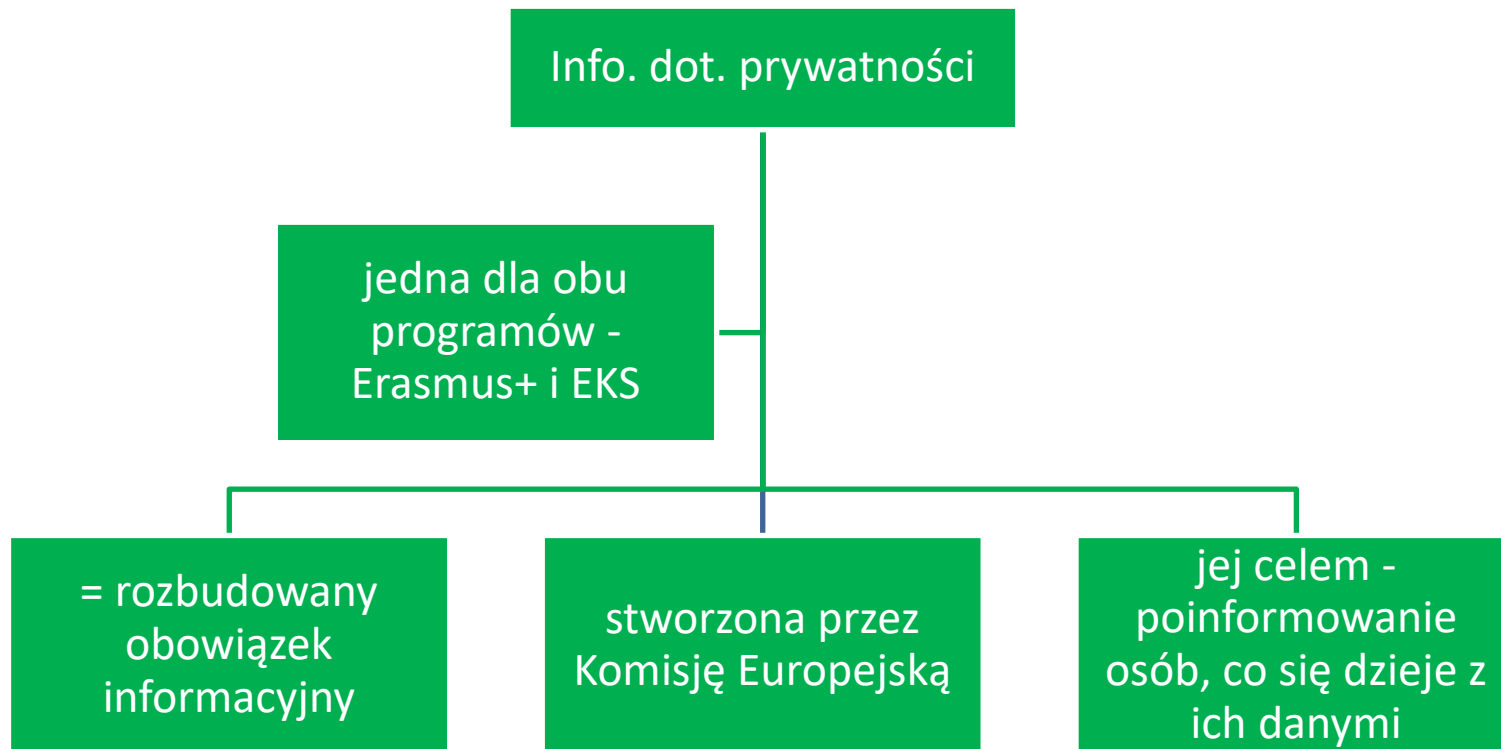 Info. dot. prywatności
jedna dla obu
programów -
Erasmus+ i EKS
= rozbudowany
obowiązek
informacyjny
stworzona przez
Komisję Europejską
jej celem -
poinformowanie
osób, co się dzieje z
ich danymi